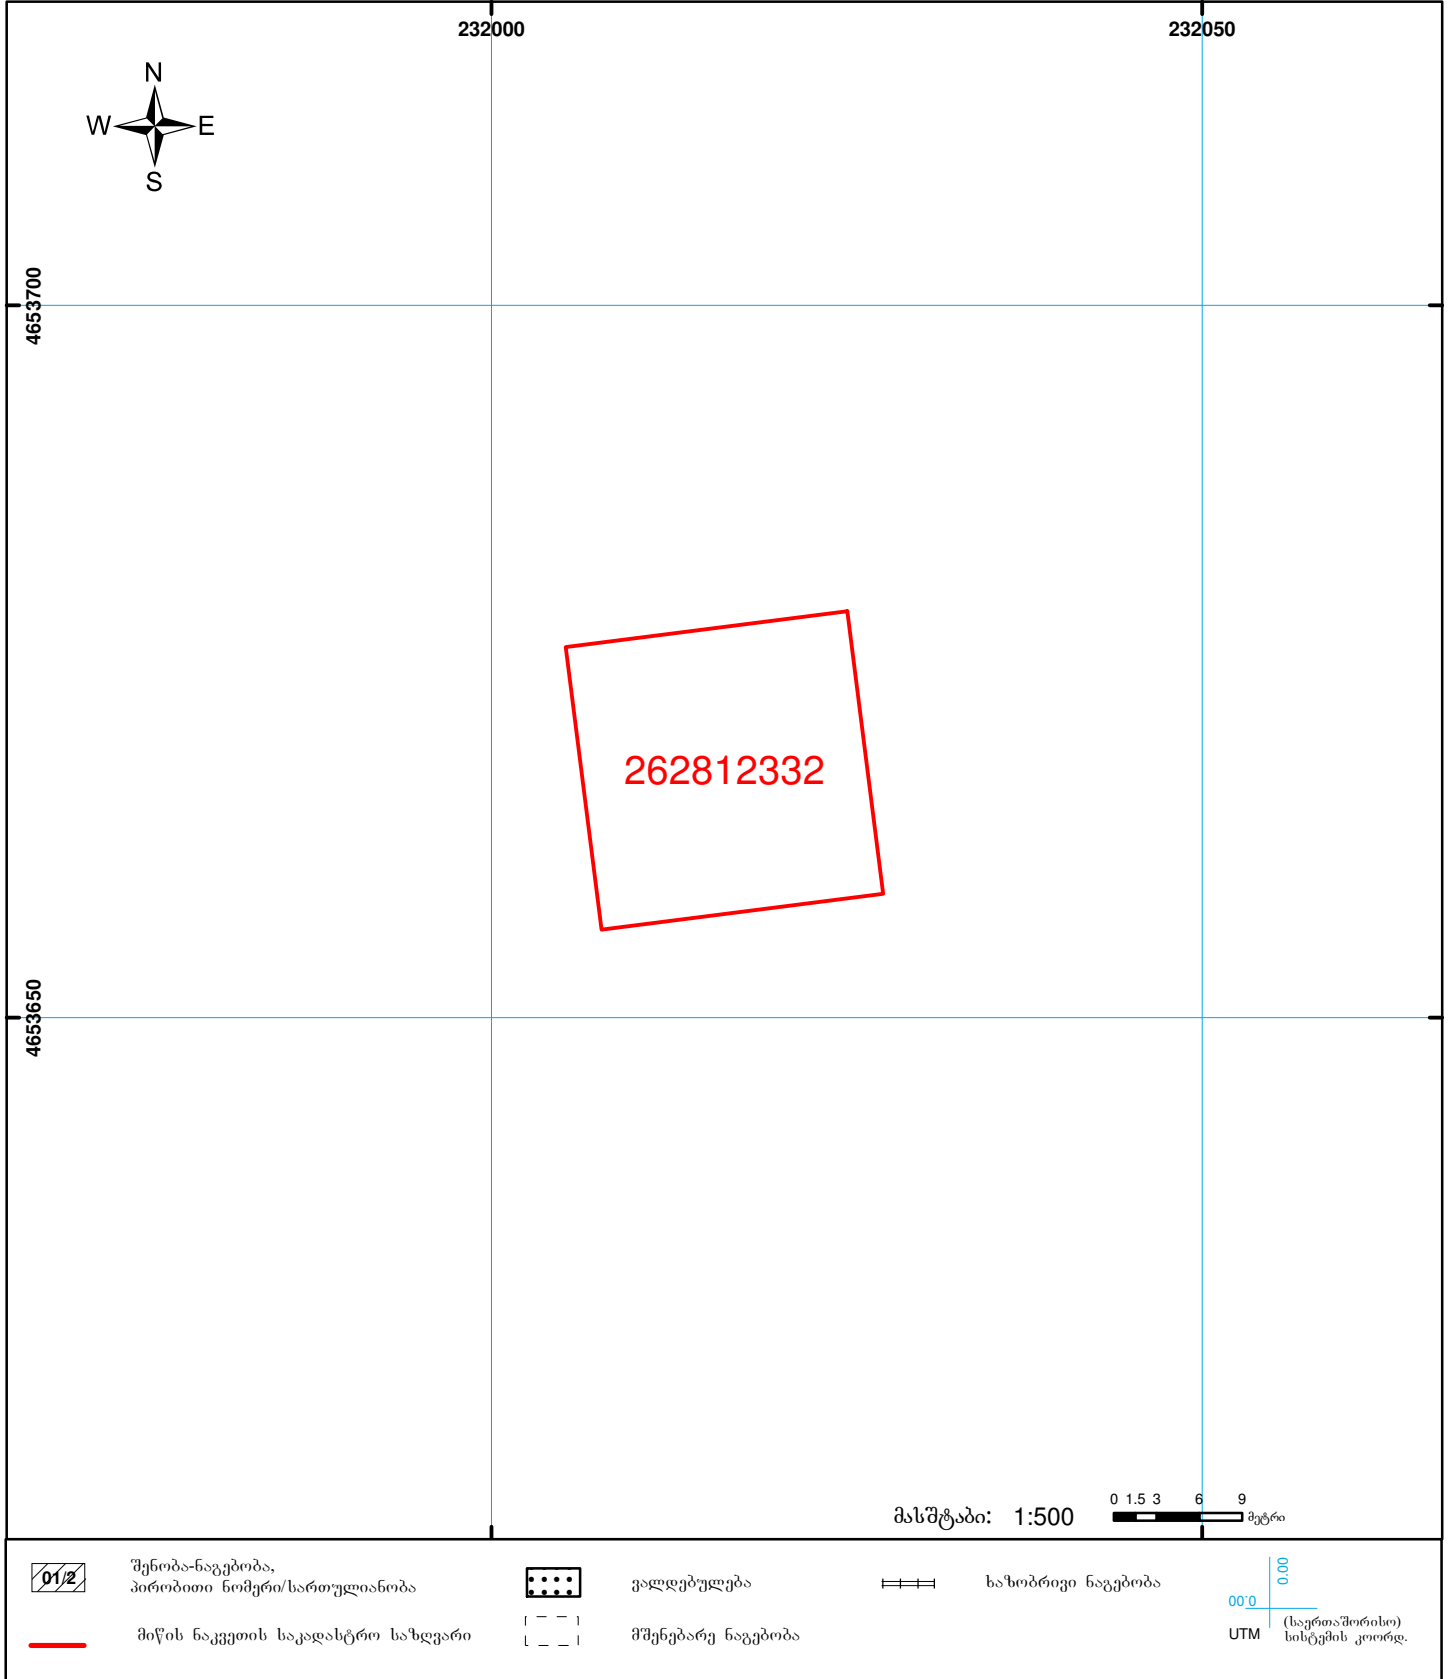 232000
232050
N
W
E
S
4653700
262812332
4653650
მასშტაბი: 1:500
0 1.5 3 6 9
მეტრი
01/2
შენობა-ნაგებობა,
პირობითი ნომერი/სართულიანობა
ვალდებულება
ხაზობრივი ნაგებობა
0.00
00'0
მიწის ნაკვეთის საკადასტრო საზღვარი
მშენებარე ნაგებობა
UTM
(საერთაშორისო)
სისტემის კოორდ.